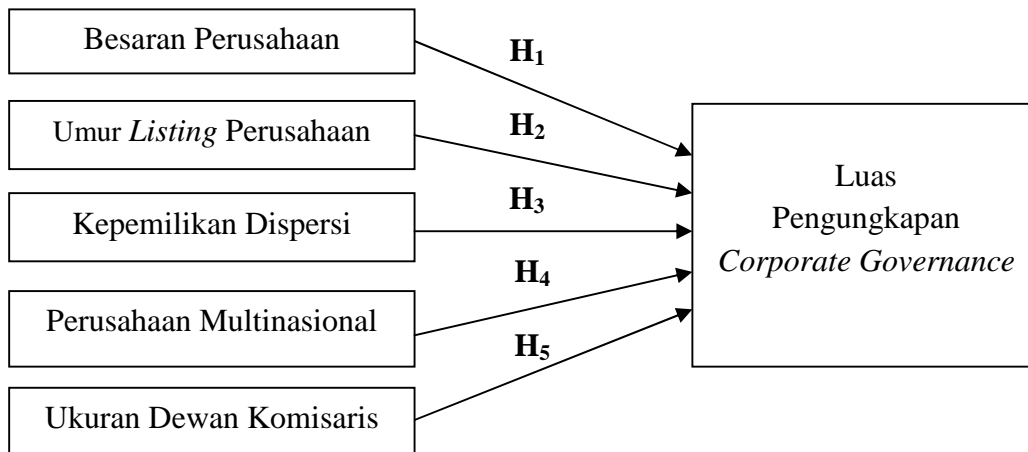 Besaran Perusahaan
H1
Umur Listing Perusahaan
H2
Kepemilikan Dispersi
H3
Perusahaan Multinasional
H4
Ukuran Dewan Komisaris
H5
Luas
Pengungkapan
Corporate Governance